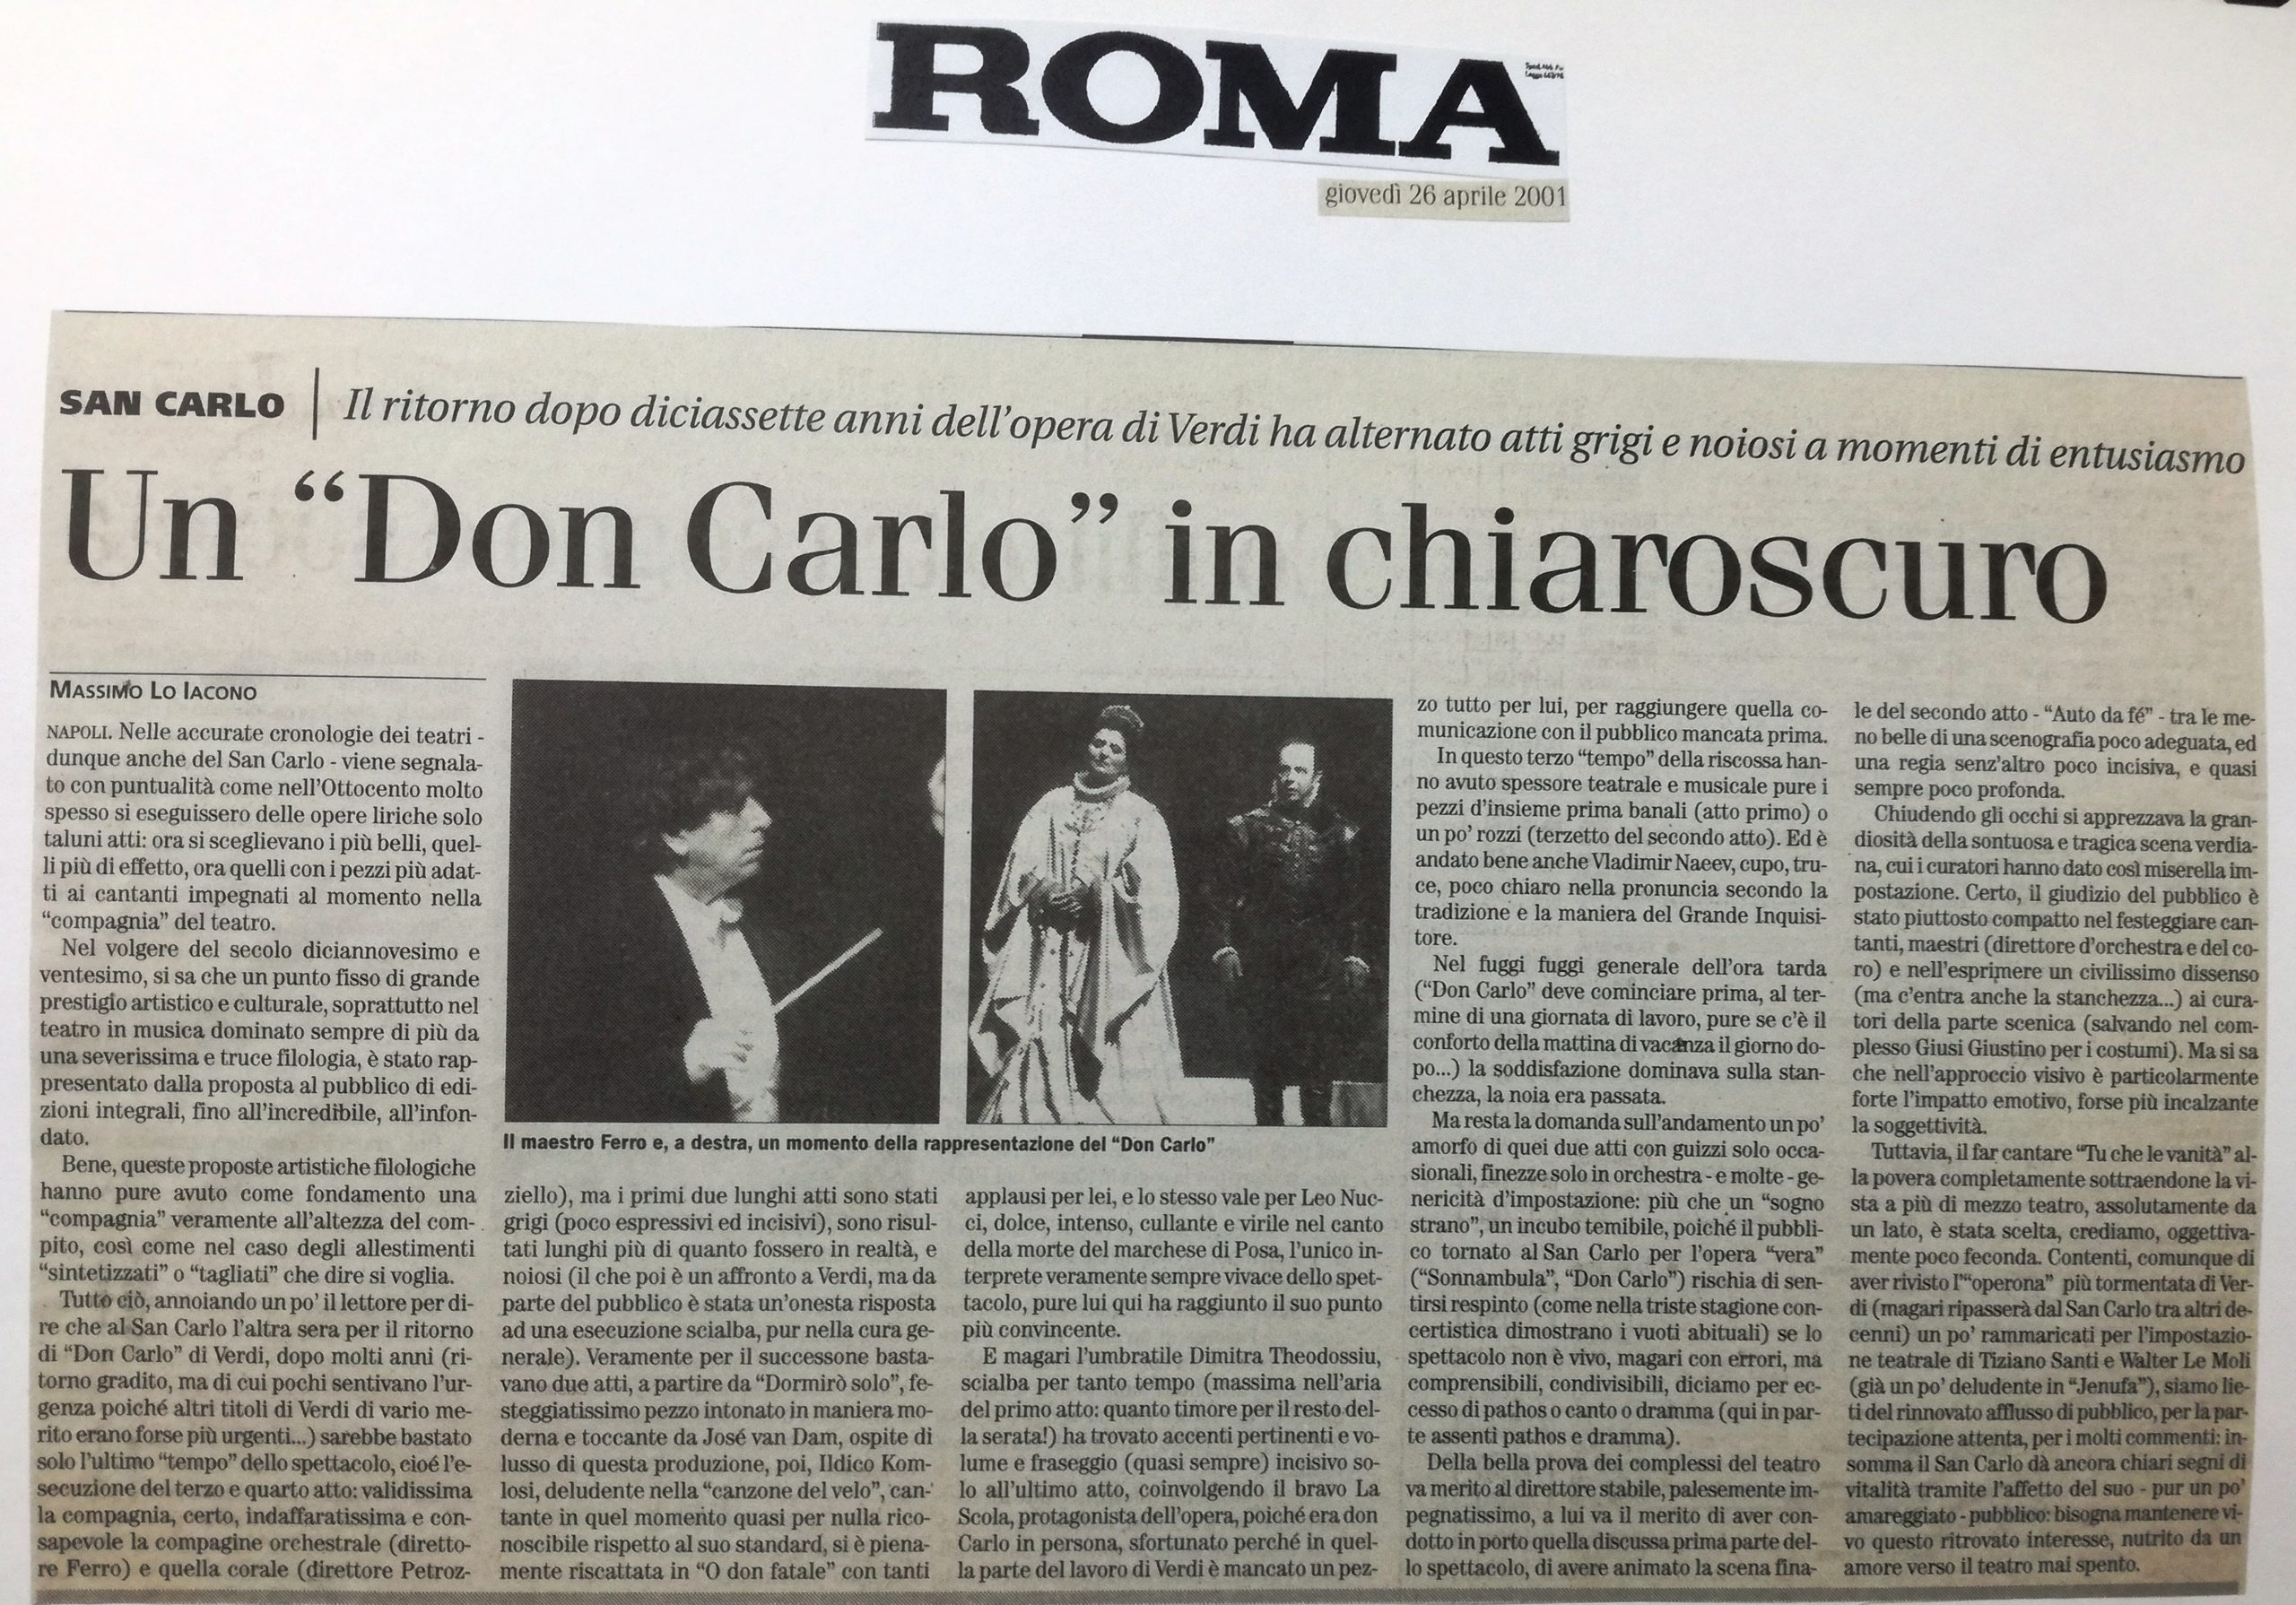 ROMA
giovedì 26 aprile 2001
SAN CARLO
Il ritorno dopo diciassette anni dell'opera di Verdi ha alternato atti grigi e noiosi a momenti di entusiasmo
Un “Don Carlo” in chiaroscuro
MASSIMO LO IACONO
NAPOLI. Nelle accurate cronologie dei teatri -
dunque anche del San Carlo - viene segnala-
to con puntualità come nell'Ottocento molto
spesso si eseguissero delle opere liriche solo
taluni atti: ora si sceglievano i più belli, quel-
li più di effetto, ora quelli con i pezzi più adat-
ti ai cantanti impegnati al momento nella
“compagnia” del teatro.
Nel volgere del secolo diciannovesimo e
ventesimo, si sa che un punto fisso di grande
prestigio artistico e culturale, soprattutto nel
teatro in musica dominato sempre di più da
una severissima e truce filologia, è stato rap-
presentato dalla proposta al pubblico di edi-
zioni integrali, fino all'incredibile, all'infon-
dato.
Bene, queste proposte artistiche filologiche
hanno pure avuto come fondamento una
“compagnia” veramente all'altezza del com-
pito, così come nel caso degli allestimenti
“sintetizzati” o “tagliati” che dire si voglia.
Tutto ciò, annoiando un po' il lettore per di-
re che al San Carlo l'altra sera per il ritorno
di “Don Carlo” di Verdi, dopo molti anni (ri-
torno gradito, ma di cui pochi sentivano l'ur-
genza poiché altri titoli di Verdi di vario me-
rito erano forse più urgenti...) sarebbe bastato
solo l'ultimo “tempo” dello spettacolo, cioé l'e-
secuzione del terzo e quarto atto: validissima
la compagnia, certo, indaffaratissima e con-
sapevole la compagine orchestrale (diretto-
re Ferro) e quella corale (direttore Petroz-
Il maestro Ferro e, a destra, un momento della rappresentazione del “Don Carlo”
ziello), ma i primi due lunghi atti sono stati
grigi (poco espressivi ed incisivi), sono risul-
tati lunghi più di quanto fossero in realtà, e
noiosi (il che poi è un affronto a Verdi, ma da
parte del pubblico è stata un'onesta risposta
ad una esecuzione scialba, pur nella cura ge-
nerale). Veramente per il successone basta-
vano due atti, a partire da “Dormirò solo”, fe-
steggiatissimo pezzo intonato in maniera mo-
derna e toccante da José van Dam, ospite di
lusso di questa produzione, poi, Ildico Kom-
losi, deludente nella “canzone del velo”, can-
tante in quel momento quasi per nulla rico-
noscibile rispetto al suo standard, si è piena-
mente riscattata in “O don fatale” con tanti
applausi per lei, e lo stesso vale per Leo Nuc-
ci, dolce, intenso, cullante e virile nel canto
della morte del marchese di Posa, l'unico in-
terprete veramente sempre vivace dello spet-
tacolo, pure lui qui ha raggiunto il suo punto
più convincente.
E magari l'umbratile Dimitra Theodossiu,
scialba per tanto tempo (massima nell'aria
del primo atto: quanto timore per il resto del-
la serata!) ha trovato accenti pertinenti e vo-
lume e fraseggio (quasi sempre) incisivo so-
lo all'ultimo atto, coinvolgendo il bravo La
Scola, protagonista dell'opera, poiché era don
Carlo in persona, sfortunato perché in quel-
la parte del lavoro di Verdi è mancato un pez-
zo tutto per lui, per raggiungere quella co-
municazione con il pubblico mancata prima.
In questo terzo “tempo” della riscossa han-
no avuto spessore teatrale e musicale pure i
pezzi d'insieme prima banali (atto primo) o
un po' rozzi (terzetto del secondo atto). Ed è
andato bene anche Vladimir Naeev, cupo, tru-
ce, poco chiaro nella pronuncia secondo la
tradizione e la maniera del Grande Inquisi-
tore.
Nel fuggi fuggi generale dell'ora tarda
(“Don Carlo” deve cominciare prima, al ter-
mine di una giornata di lavoro, pure se c'è il
conforto della mattina di vacanza il giorno do-
po...) la soddisfazione dominava sulla stan-
chezza, la noia era passata.
Ma resta la domanda sull'andamento un po'
amorfo di quei due atti con guizzi solo occa-
sionali, finezze solo in orchestra - e molte - ge-
nericità d'impostazione: più che un “sogno
strano”, un incubo temibile, poiché il pubbli-
co tornato al San Carlo per l'opera “vera”
(“Sonnambula”, “Don Carlo”) rischia di sen-
tirsi respinto (come nella triste stagione con-
certistica dimostrano i vuoti abituali) se lo
spettacolo non è vivo, magari con errori, ma
comprensibili, condivisibili, diciamo per ec-
cesso di pathos o canto o dramma (qui in par-
te assenti pathos e dramma).
Della bella prova dei complessi del teatro
va merito al direttore stabile, palesemente im-
pegnatissimo, a lui va il merito di aver con-
dotto in porto quella discussa prima parte del-
lo spettacolo, di avere animato la scena fina-
le del secondo atto - “Auto da fé” - tra le me-
no belle di una scenografia poco adeguata, ed
una regia senz'altro poco incisiva, e quasi
sempre poco profonda.
Chiudendo gli occhi si apprezzava la gran-
diosità della sontuosa e tragica scena verdia-
na, cui i curatori hanno dato così miserella im-
postazione. Certo, il giudizio del pubblico è
stato piuttosto compatto nel festeggiare can-
tanti, maestri (direttore d'orchestra e del co-
ro) e nell'esprimere un civilissimo dissenso
(ma c'entra anche la stanchezza...) ai cura-
tori della parte scenica (salvando nel com-
plesso Giusi Giustino per i costumi). Ma si sa
che nell'approccio visivo è particolarmente
forte l'impatto emotivo, forse più incalzante
la soggettività.
Tuttavia, il far cantare “Tu che le vanità” al-
la povera completamente sottraendone la vi-
sta a più di mezzo teatro, assolutamente da
un lato, è stata scelta, crediamo, oggettiva-
mente poco feconda. Contenti, comunque di
aver rivisto l'“operona” più tormentata di Ver-
di (magari ripasserà dal San Carlo tra altri de-
cenni) un po' rammaricati per l'impostazio-
ne teatrale di Tiziano Santi e Walter Le Moli
(già un po' deludente in “Jenufa”), siamo lie-
ti del rinnovato afflusso di pubblico, per la par-
tecipazione attenta, per i molti commenti: in-
somma il San Carlo dà ancora chiari segni di
vitalità tramite l'affetto del suo - pur un po'
amareggiato - pubblico: bisogna mantenere vi-
vo questo ritrovato interesse, nutrito da un
amore verso il teatro mai spento.